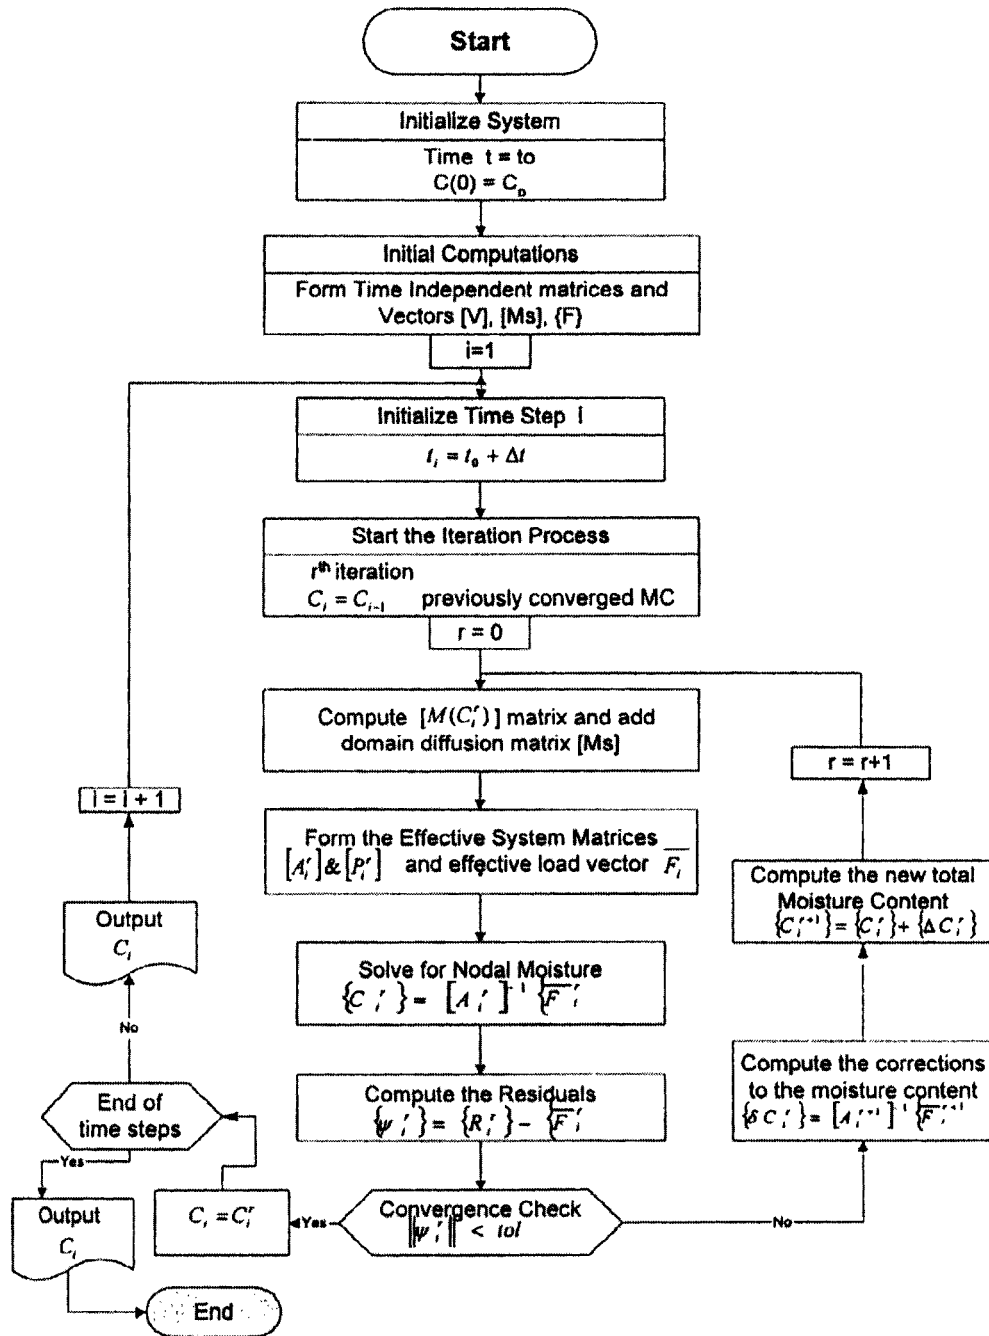 Start
Initialize System
Time t = to
C(0) = C₀
Initial Computations
Form Time Independent matrices and
Vectors [V], [Ms], {F}
i=1
Initialize Time Step i
tᵢ = t₀ + Δt
Start the Iteration Process
rᵗʰ iteration
Cᵢ = Cᵢ₋₁ previously converged MC
r = 0
Compute [M(Cᵢʳ)] matrix and add
domain diffusion matrix [Ms]
Form the Effective System Matrices
[Aᵢʳ] & [Pᵢʳ] and effective load vector F̅ᵢ
Solve for Nodal Moisture
{Cᵢʳ} = [Aᵢʳ]⁻¹ {F̅ᵢʳ
Compute the Residuals
{ψᵢʳ} = {Rᵢʳ} − {F̅ᵢʳ
Convergence Check
‖ψᵢʳ‖ < tol
No
Compute the corrections
to the moisture content
{δCᵢʳ} = [Aᵢʳ⁺¹]⁻¹ {F̅ᵢʳ⁺¹
Compute the new total
Moisture Content
{Cᵢʳ⁺¹} = {Cᵢʳ} + {ΔCᵢʳ}
r = r+1
Yes
Cᵢ = Cᵢʳ
End of
time steps
No
Output
Cᵢ
i = i + 1
Yes
Output
Cᵢ
End